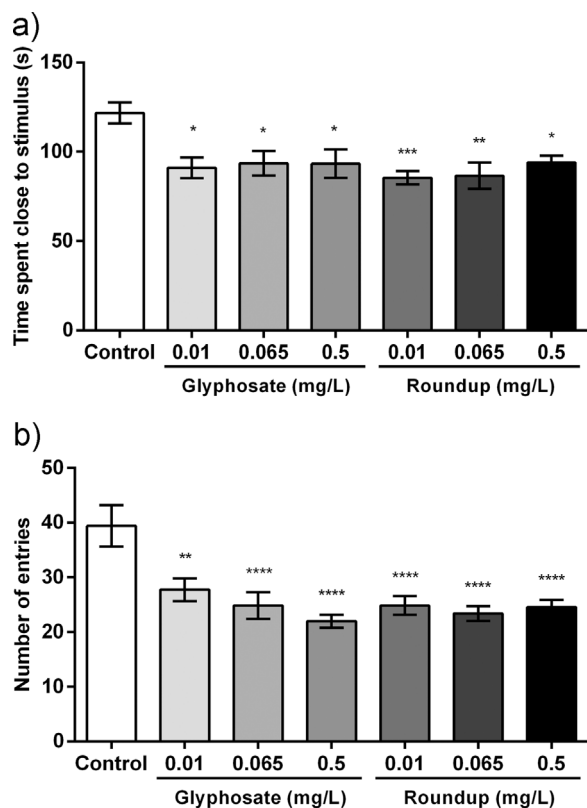 a)
Time spent close to stimulus (s)
150
100
50
0
* * * *** ** *
Control 0.01 0.065 0.5 0.01 0.065 0.5
Glyphosate (mg/L) Roundup (mg/L)
b)
Number of entries
50
40
30
20
10
0
** **** **** **** **** ****
Control 0.01 0.065 0.5 0.01 0.065 0.5
Glyphosate (mg/L) Roundup (mg/L)